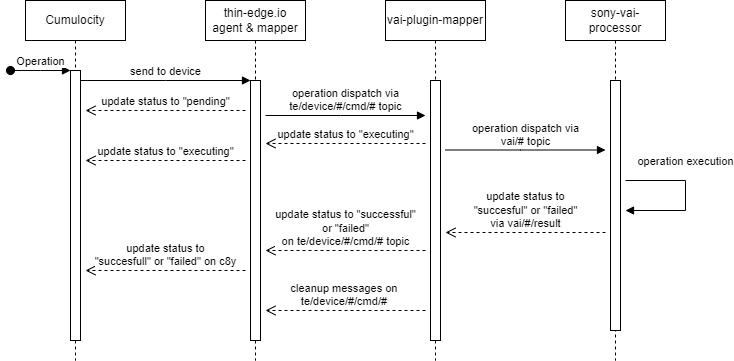 Cumulocity
thin-edge.io
agent & mapper
vai-plugin-mapper
sony-vai-
processor
Operation
send to device
operation dispatch via
te/device/#/cmd/# topic
update status to "pending"
operation dispatch via
vai/# topic
update status to "executing"
update status to "executing"
operation execution
update status to
"succesful" or "failed"
via vai/#/result
update status to "successful"
or "failed"
on te/device/#/cmd/# topic
update status to
"succesfull" or "failed" on c8y
cleanup messages on
te/device/#/cmd/#